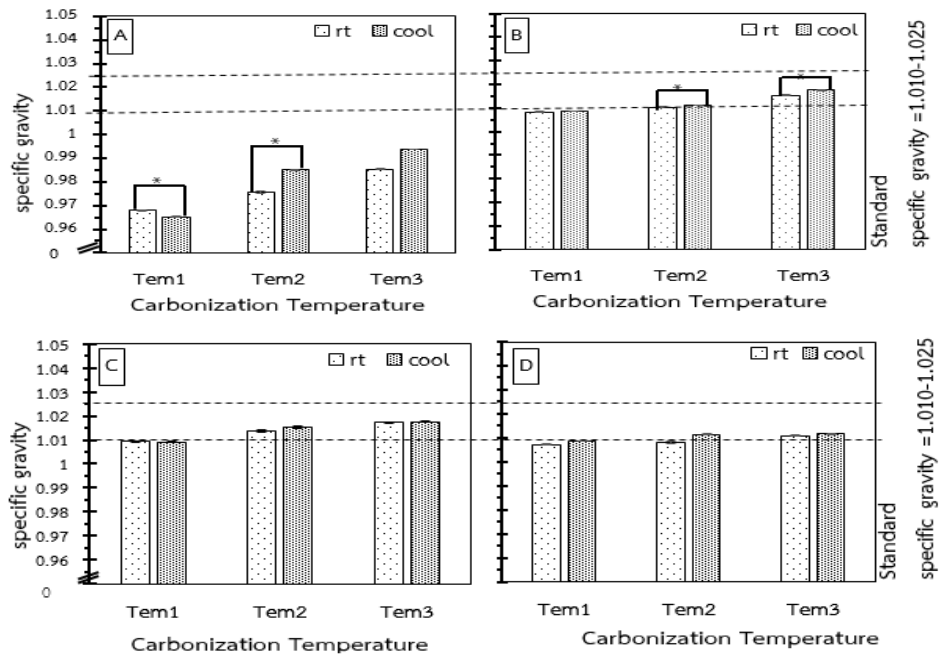 A
rt cool
1.05
1.04
1.03
1.02
1.01
1
0.99
0.98
0.97
0.96
0
specific gravity
*
*
Tem1 Tem2 Tem3
Carbonization Temperature
B
rt cool
*
*
Tem1 Tem2 Tem3
Carbonization Temperature
Standard
specific gravity =1.010-1.025
C
rt cool
1.05
1.04
1.03
1.02
1.01
1
0.99
0.98
0.97
0.96
0
specific gravity
Tem1 Tem2 Tem3
Carbonization Temperature
D
rt cool
Tem1 Tem2 Tem3
Carbonization Temperature
Standard
specific gravity =1.010-1.025